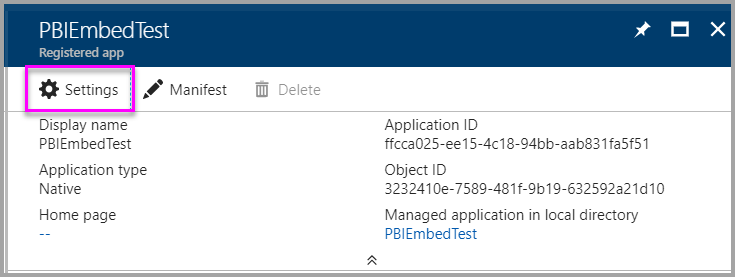 PBIEmbedTest
Registered app
Settings Manifest Delete
Display name
PBIEmbedTest
Application type
Native
Home page
--
Application ID
ffcca025-ee15-4c18-94bb-aab831fa5f51
Object ID
3232410e-7589-481f-9b19-632592a21d10
Managed application in local directory
PBIEmbedTest